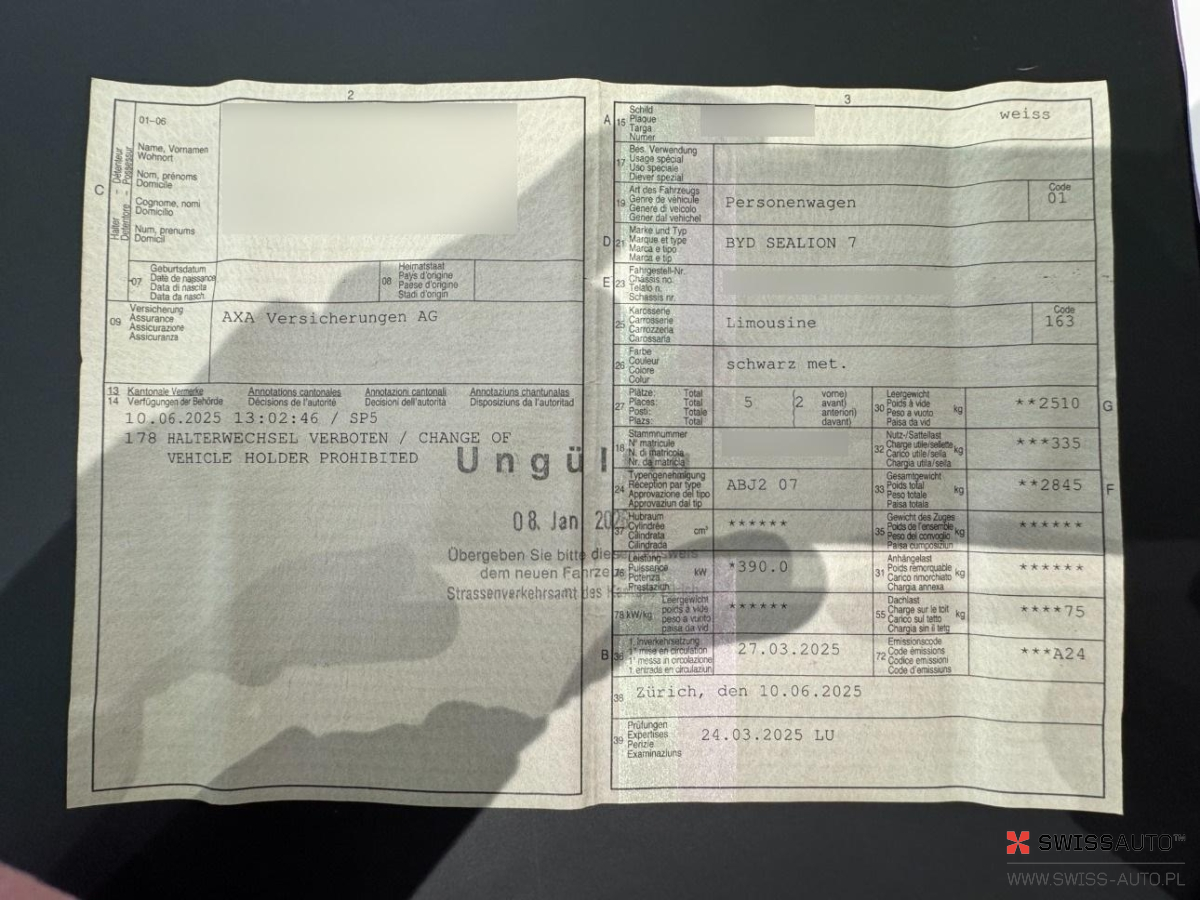 2
01-06
Name, Vornamen
Wohnort
Nom, prénoms
Domicile
Cognome, nomi
Domicilio
Num, prenums
Domicil
C
Halter - Détenteur
Detentore - Possessur
07
Geburtsdatum
Date de naissance
Data di nascita
Data da nasch.
08
Heimatstaat
Pays d'origine
Paese d'origine
Stadi d'origin
09
Versicherung
Assurance
Assicurazione
Assicuranza
AXA Versicherungen AG
13 Kantonale Vermerke Annotations cantonales Annotazioni cantonali Annotaziuns chantunalas
14 Verfügungen der Behörde Décisions de l'autorité Decisioni dell'autorità Disposiziuns da l'autoritad
10.06.2025 13:02:46 / SP5
178 HALTERWECHSEL VERBOTEN / CHANGE OF
VEHICLE HOLDER PROHIBITED
08. Jan.
Übergeben Sie bitte
dem neuen
Strassenverkehrsamt des
3
A 15
Schild
Plaque
Targa
Numer
weiss
17
Bes. Verwendung
Usage spécial
Uso speciale
Diever spezial
19
Art des Fahrzeugs
Genre de véhicule
Genere di veicolo
Gener dal vehichel
Personenwagen
Code
01
D 21
Marke und Typ
Marque et type
Marca e tipo
Marca e tip
BYD SEALION 7
E 23
Fahrgestell-Nr.
Châssis no.
Telaio n.
Schassis nr.
25
Karosserie
Carrosserie
Carrozzeria
Carossaria
Limousine
Code
163
26
Farbe
Couleur
Colore
Colur
schwarz met.
27
Plätze: Total
Places: Total
Posti: Totale
Plazs: Total
5
(2
vorne)
avant)
anteriori)
davant)
30
Leergewicht
Poids à vide
Peso a vuoto
Paisa da vid
kg
**2510
G
18
Stammnummer
N° matricule
N. di matricola
Nr. da matricla
32
Nutz-/Sattellast
Charge utile/sellette
Carico utile/sella
Chargia utila/sella
kg
***335
24
Typengenehmigung
Réception par type
Approvazione del tipo
Approvaziun dal tip
ABJ2 07
33
Gesamtgewicht
Poids total
Peso totale
Paisa totala
kg
**2845
F
37
Hubraum
Cylindrée
Cilindrata
Cilindrada
cm³
******
35
Gewicht des Zuges
Poids de l'ensemble
Peso del convoglio
Paisa cumposiziun
kg
******
76
Leistung
Puissance
Potenza
Prestaziun
kW
*390.0
31
Anhängelast
Poids remorquable
Carico rimorchiato
Chargia annexa
kg
******
78 kW/kg
Leergewicht
poids à vide
peso a vuoto
paisa da vid
******
55
Dachlast
Charge sur le toit
Carico sul tetto
Chargia sin il tetg
kg
****75
B 36
1. Inverkehrsetzung
1re mise en circulation
1a messa in circolazione
1. entrada en circulaziun
27.03.2025
72
Emissionscode
Code émissions
Codice emissioni
Code d'emissiuns
***A24
38
Zürich, den 10.06.2025
39
Prüfungen
Expertises
Perizie
Examinaziuns
24.03.2025 LU
SWISSAUTO™
WWW.SWISS-AUTO.PL